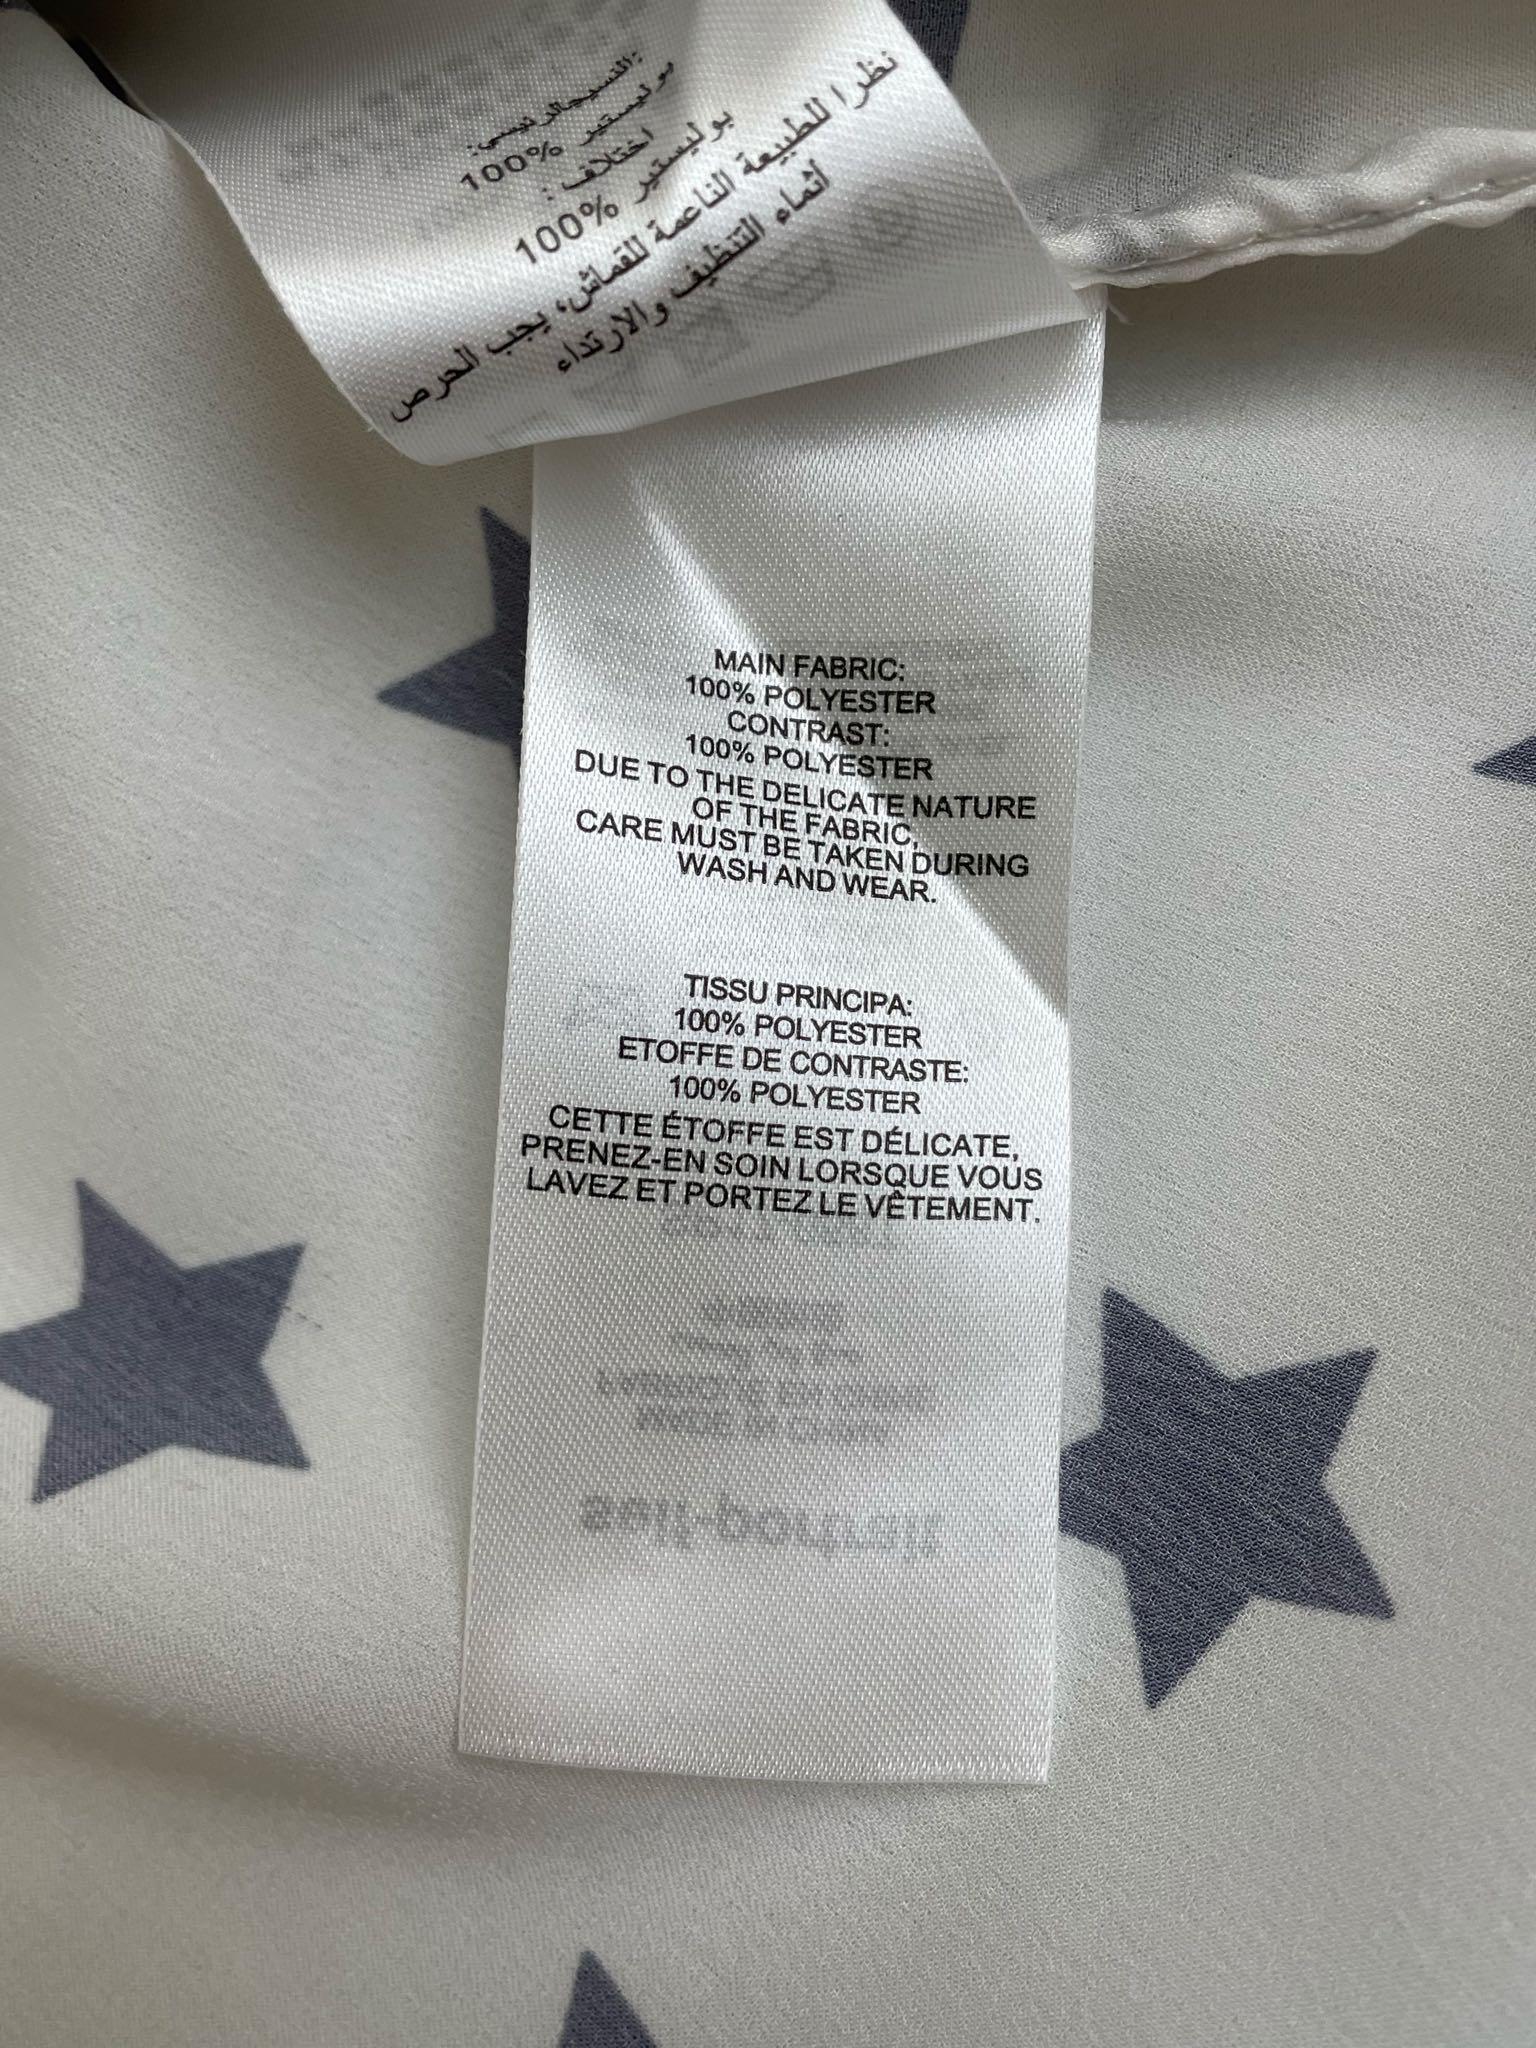 النسيجالرئيسي:
100% بوليستير
اختلاف:
100% بوليستير
نظرا للطبيعة الناعمة للقماش، يجب الحرص
أثماء التنظيف والارتداء
MAIN FABRIC:
100% POLYESTER
CONTRAST:
100% POLYESTER
DUE TO THE DELICATE NATURE
OF THE FABRIC,
CARE MUST BE TAKEN DURING
WASH AND WEAR.
TISSU PRINCIPA:
100% POLYESTER
ETOFFE DE CONTRASTE:
100% POLYESTER
CETTE ÉTOFFE EST DÉLICATE,
PRENEZ-EN SOIN LORSQUE VOUS
LAVEZ ET PORTEZ LE VÊTEMENT.